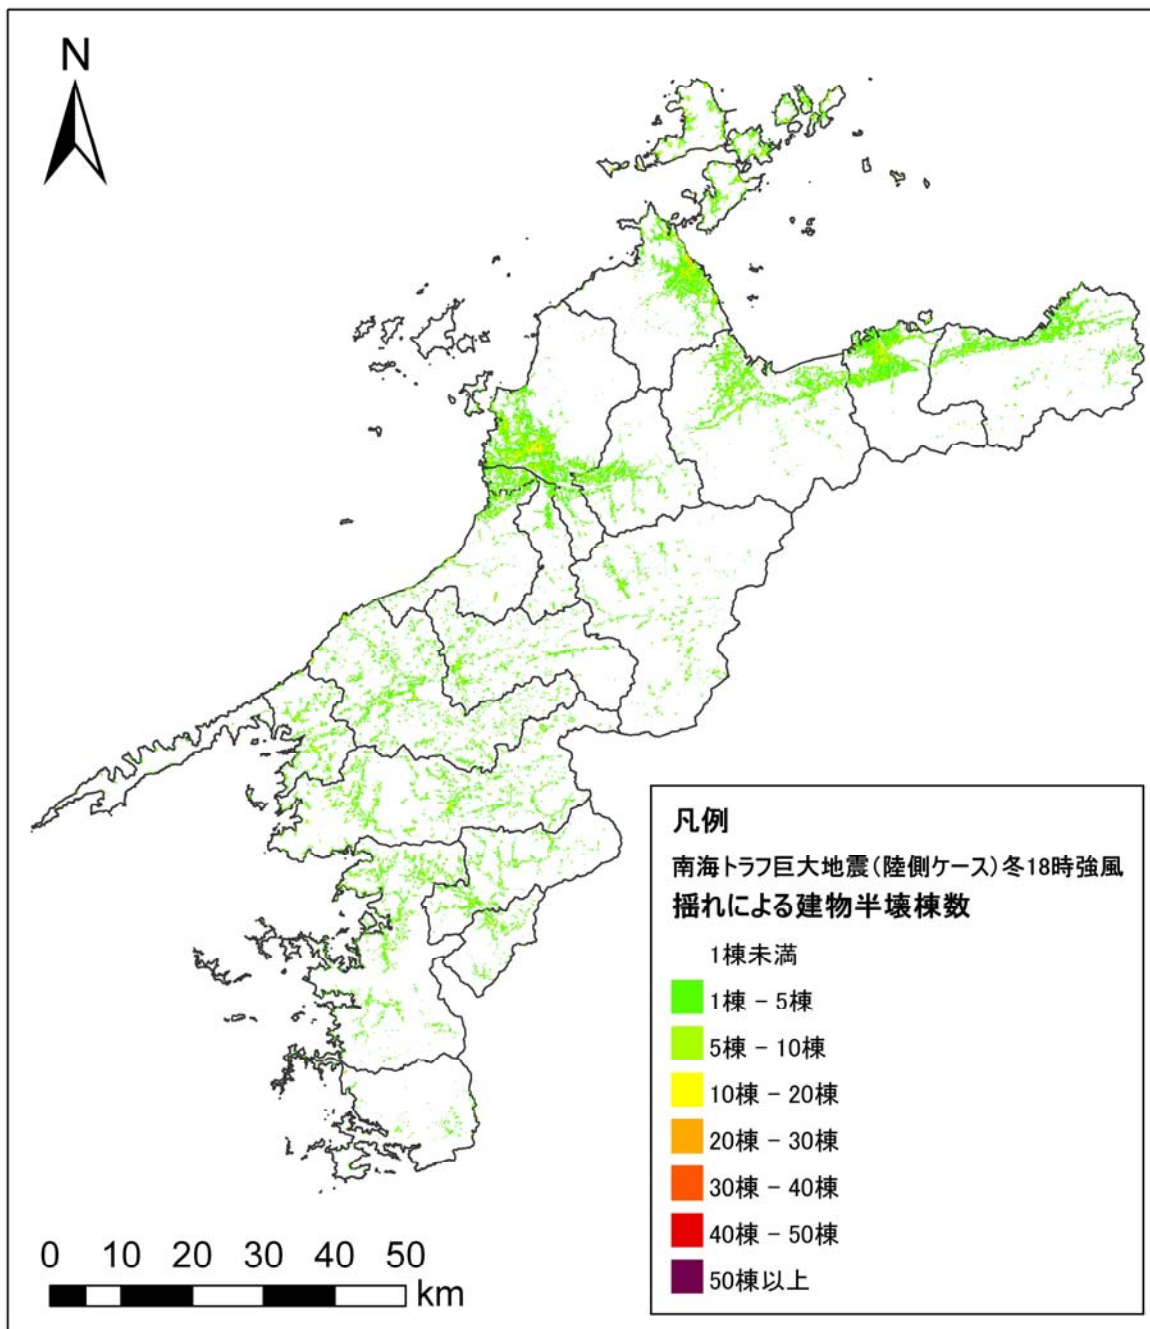 N
凡例
南海トラフ巨大地震(陸側ケース)冬18時強風
揺れによる建物半壊棟数
1棟未満
1棟 - 5棟
5棟 - 10棟
10棟 - 20棟
20棟 - 30棟
30棟 - 40棟
40棟 - 50棟
50棟以上
0 10 20 30 40 50
km